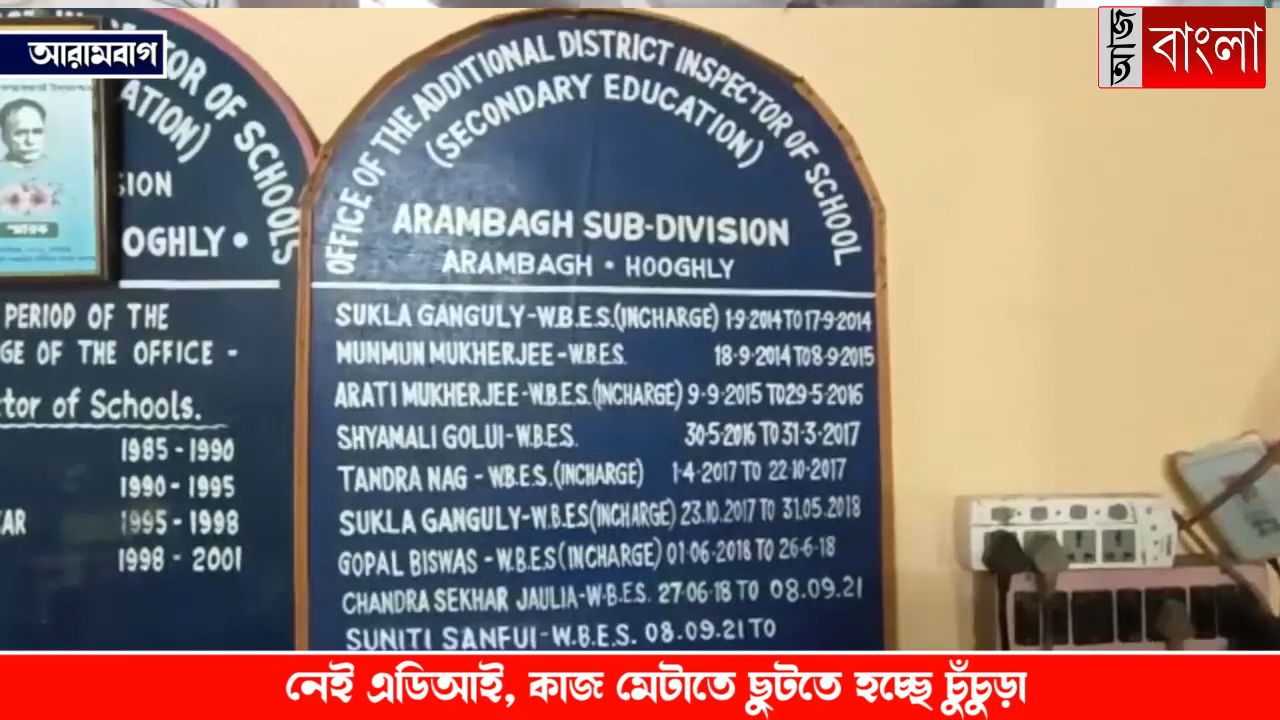 আরামবাগ
আজ বাংলা
OR OF SCHOOLS
ATION)
SION
OGHLY •
PERIOD OF THE
GE OF THE OFFICE -
tor of Schools.
1985 - 1990
1990 - 1995
AR 1995 - 1998
1998 - 2001
স্মারক
OFFICE OF THE ADDITIONAL DISTRICT INSPECTOR OF SCHOOL
(SECONDARY EDUCATION)
ARAMBAGH SUB-DIVISION
ARAMBAGH • HOOGHLY
SUKLA GANGULY-W.B.E.S.(INCHARGE) 1-9-2014 TO 17-9-2014
MUNMUN MUKHERJEE-W.B.E.S. 18-9-2014 TO 8-9-2015
ARATI MUKHERJEE-W.B.E.S.(INCHARGE) 9-9-2015 TO 29-5-2016
SHYAMALI GOLUI-W.B.E.S. 30-5-2016 TO 31-3-2017
TANDRA NAG - W.B.E.S.(INCHARGE) 1-4-2017 TO 22-10-2017
SUKLA GANGULY-W.B.E.S(INCHARGE) 23.10.2017 TO 31.05.2018
GOPAL BISWAS - W.B.E.S(INCHARGE) 01-06-2018 TO 26-6-18
CHANDRA SEKHAR JAULIA-W.B.E.S. 27-06-18 TO 08.09.21
SUNITI SANFUI-W.B.E.S. 08.09.21 TO
নেই এডিআই, কাজ মেটাতে ছুটতে হচ্ছে চুঁচুড়া